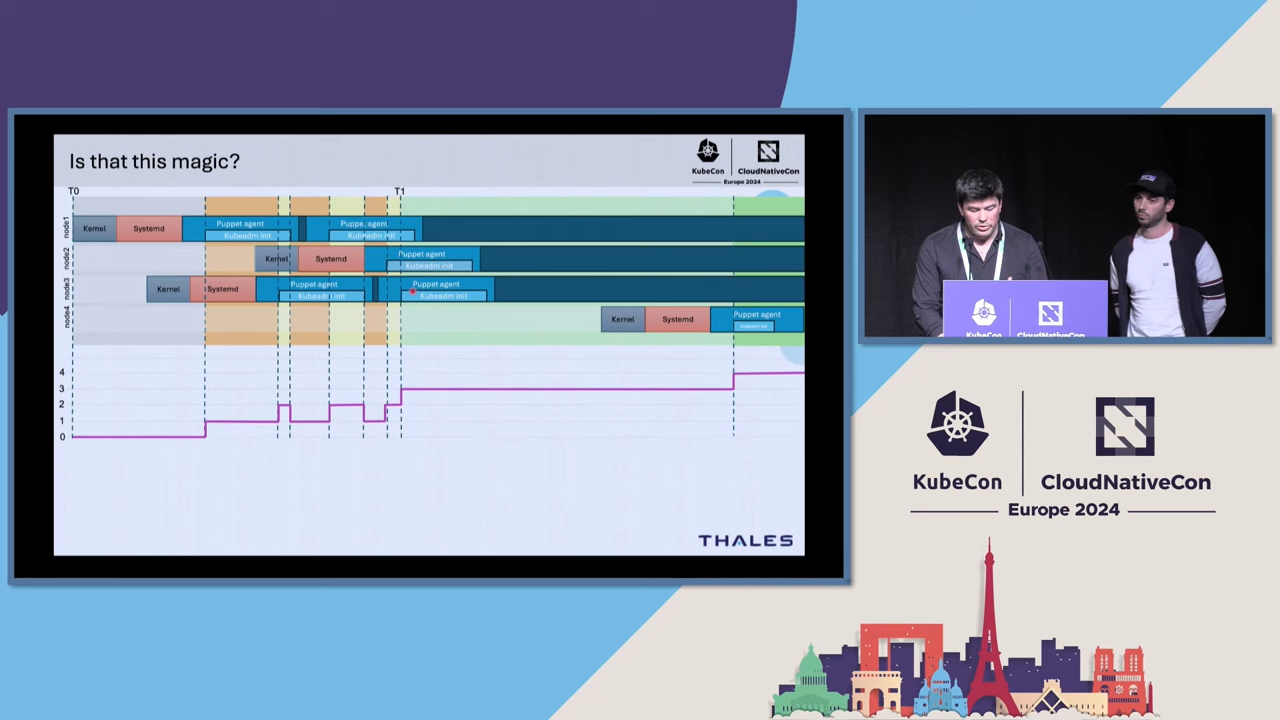 Is that this magic?
KubeCon
CloudNativeCon
Europe 2024
T0
T1
node1
Kernel
Systemd
Puppet agent
Kubeadm init
Puppet agent
Kubeadm init
node2
Kernel
Systemd
Puppet agent
Kubeadm init
node3
Kernel
Systemd
Puppet agent
Kubeadm init
Puppet agent
Kubeadm init
node4
Kernel
Systemd
Puppet agent
4
3
2
1
0
THALES
KubeCon
CloudNativeCon
KubeCon
CloudNativeCon
Europe 2024